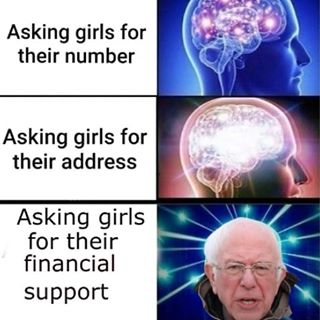 Asking girls for
their number
Asking girls for
their address
Asking girls
for their
financial
support